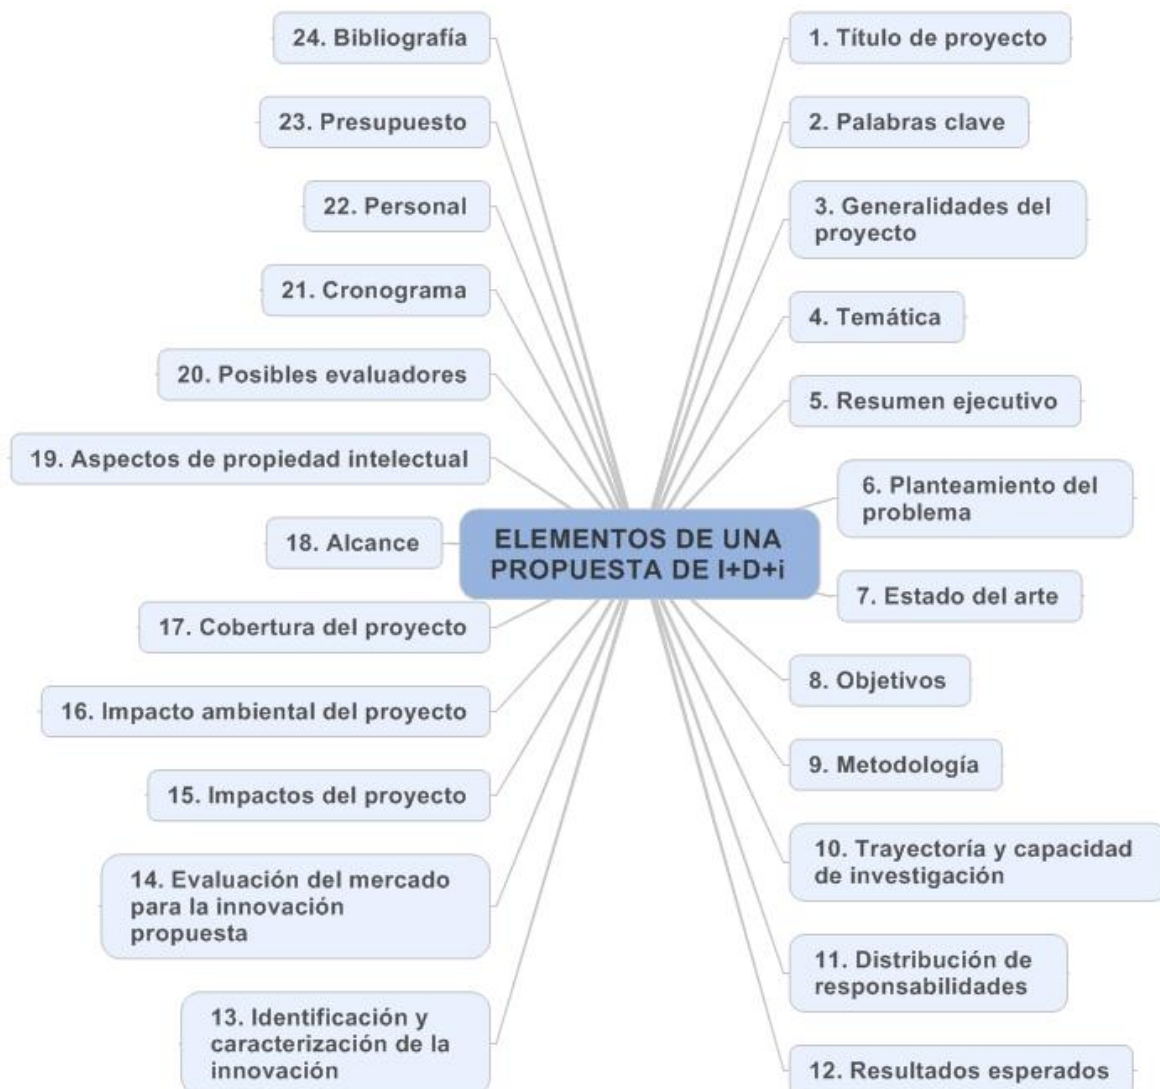 ELEMENTOS DE UNA
PROPUESTA DE I+D+i
1. Título de proyecto
2. Palabras clave
3. Generalidades del
proyecto
4. Temática
5. Resumen ejecutivo
6. Planteamiento del
problema
7. Estado del arte
8. Objetivos
9. Metodología
10. Trayectoría y capacidad
de investigación
11. Distribución de
responsabilidades
12. Resultados esperados
13. Identificación y
caracterización de la
innovación
14. Evaluación del mercado
para la innovación
propuesta
15. Impactos del proyecto
16. Impacto ambiental del proyecto
17. Cobertura del proyecto
18. Alcance
19. Aspectos de propiedad intelectual
20. Posibles evaluadores
21. Cronograma
22. Personal
23. Presupuesto
24. Bibliografía